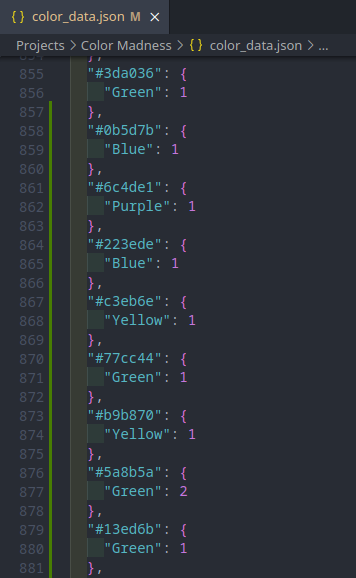 {} color_data.json M ×
Projects > Color Madness > {} color_data.json > ...
854 },
855 "#3da036": {
856 "Green": 1
857 },
858 "#0b5d7b": {
859 "Blue": 1
860 },
861 "#6c4de1": {
862 "Purple": 1
863 },
864 "#223ede": {
865 "Blue": 1
866 },
867 "#c3eb6e": {
868 "Yellow": 1
869 },
870 "#77cc44": {
871 "Green": 1
872 },
873 "#b9b870": {
874 "Yellow": 1
875 },
876 "#5a8b5a": {
877 "Green": 2
878 },
879 "#13ed6b": {
880 "Green": 1
881 },